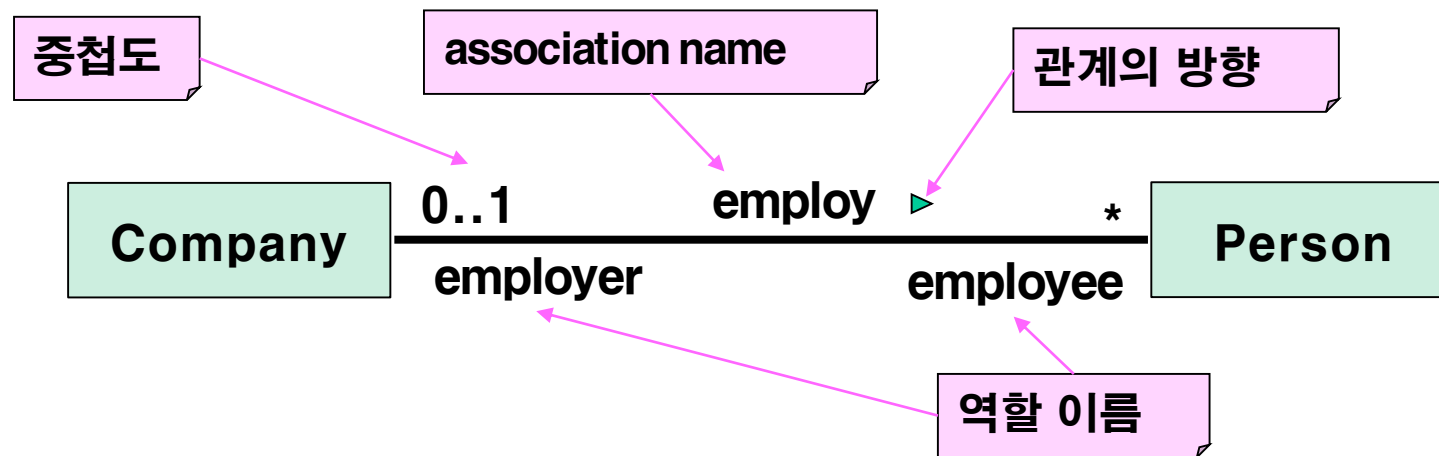 중첩도
association name
관계의 방향
0..1
employ
*
Company
Person
employer
employee
역할 이름